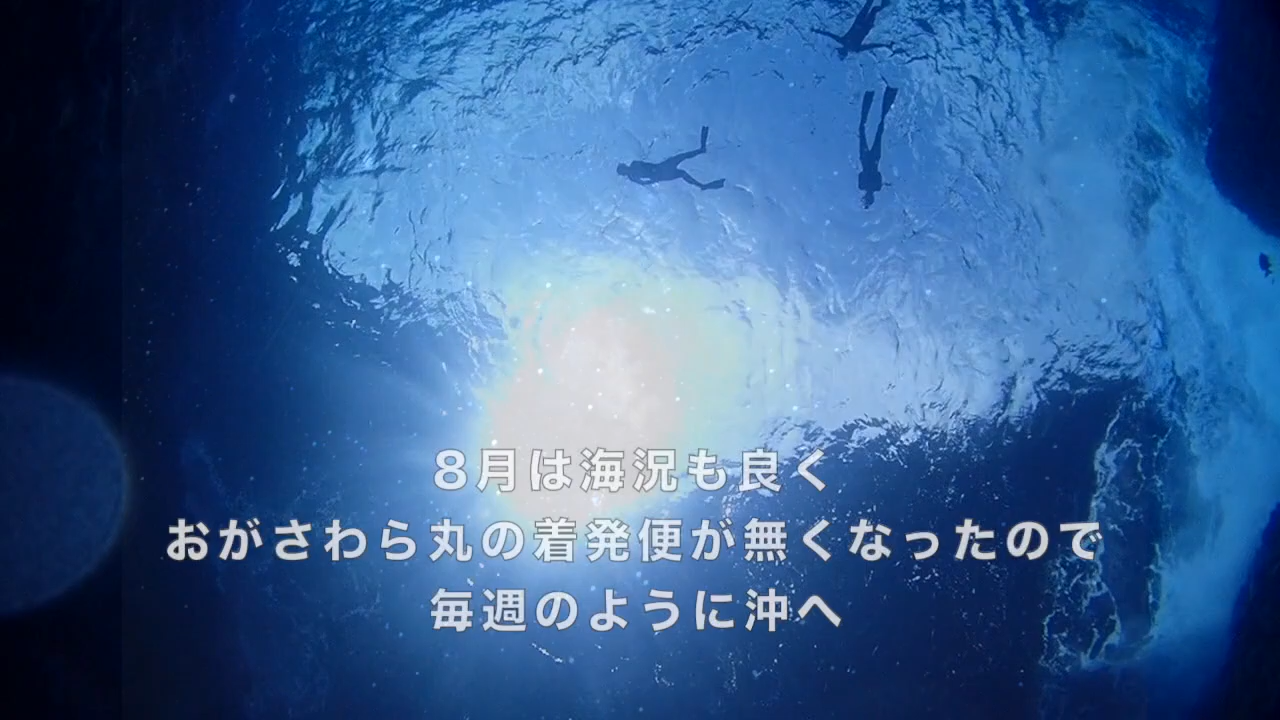 8月は海況も良く
おがさわら丸の着発便が無くなったので
毎週のように沖へ